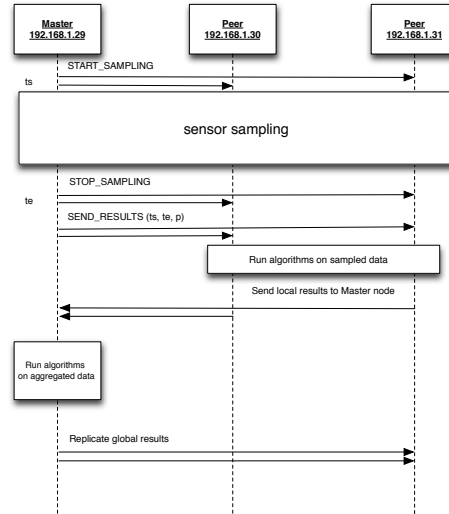 Master
192.168.1.29
Peer
192.168.1.30
Peer
192.168.1.31
START_SAMPLING
ts
sensor sampling
STOP_SAMPLING
te
SEND_RESULTS (ts, te, p)
Run algorithms on sampled data
Send local results to Master node
Run algorithms
on aggregated data
Replicate global results